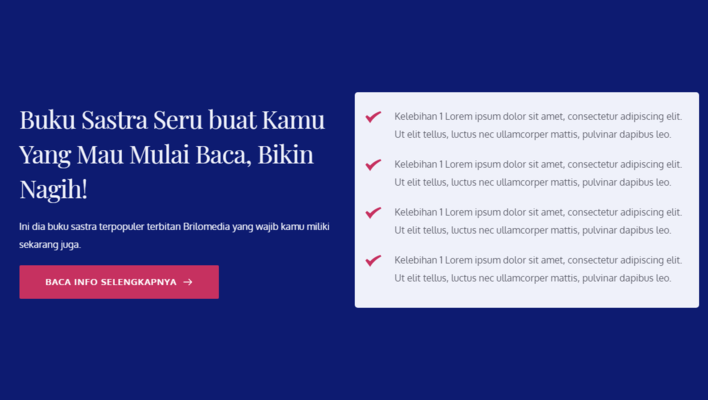 Buku Sastra Seru buat Kamu
Yang Mau Mulai Baca, Bikin
Nagih!
Ini dia buku sastra terpopuler terbitan Brilomedia yang wajib kamu miliki
sekarang juga.
BACA INFO SELENGKAPNYA →
Kelebihan 1 Lorem ipsum dolor sit amet, consectetur adipiscing elit.
Ut elit tellus, luctus nec ullamcorper mattis, pulvinar dapibus leo.
Kelebihan 1 Lorem ipsum dolor sit amet, consectetur adipiscing elit.
Ut elit tellus, luctus nec ullamcorper mattis, pulvinar dapibus leo.
Kelebihan 1 Lorem ipsum dolor sit amet, consectetur adipiscing elit.
Ut elit tellus, luctus nec ullamcorper mattis, pulvinar dapibus leo.
Kelebihan 1 Lorem ipsum dolor sit amet, consectetur adipiscing elit.
Ut elit tellus, luctus nec ullamcorper mattis, pulvinar dapibus leo.